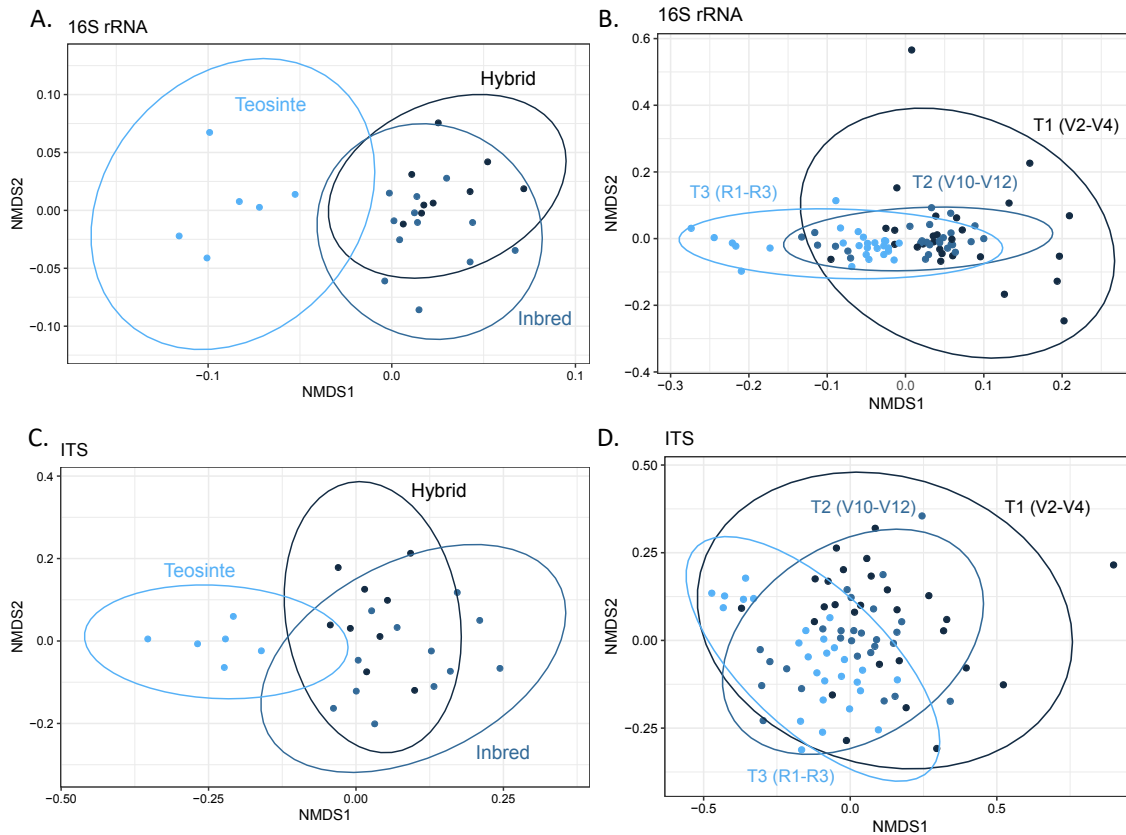 A.
16S rRNA
0.10
0.05
0.00
−0.05
−0.10
NMDS2
Teosinte
Hybrid
Inbred
−0.1
0.0
0.1
NMDS1
B.
16S rRNA
0.6
0.4
0.2
0.0
−0.2
−0.4
NMDS2
T1 (V2-V4)
T2 (V10-V12)
T3 (R1-R3)
−0.3
−0.2
−0.1
0.0
0.1
0.2
NMDS1
C.
ITS
0.4
0.2
0.0
−0.2
NMDS2
Hybrid
Teosinte
Inbred
−0.50
−0.25
0.00
0.25
NMDS1
D.
ITS
0.50
0.25
0.00
−0.25
NMDS2
T2 (V10-V12)
T1 (V2-V4)
T3 (R1-R3)
−0.5
0.0
0.5
NMDS1